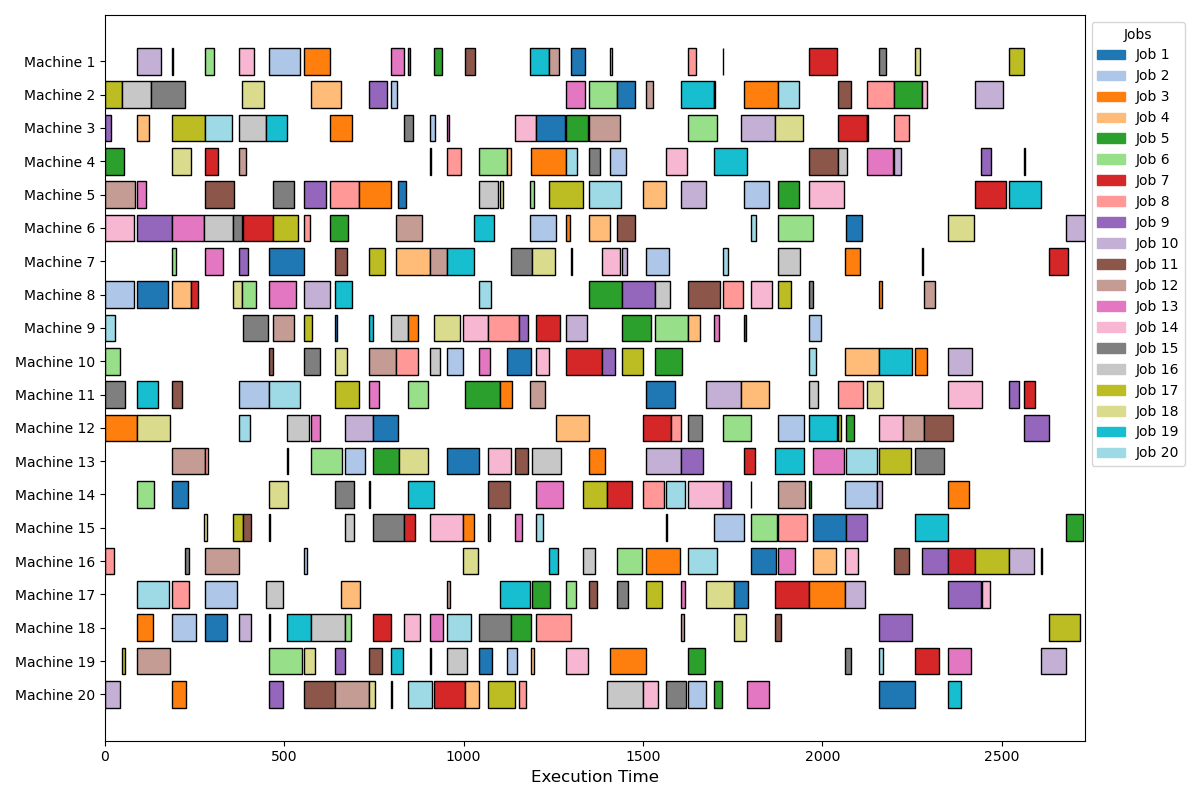 Machine 1
Machine 2
Machine 3
Machine 4
Machine 5
Machine 6
Machine 7
Machine 8
Machine 9
Machine 10
Machine 11
Machine 12
Machine 13
Machine 14
Machine 15
Machine 16
Machine 17
Machine 18
Machine 19
Machine 20
0 500 1000 1500 2000 2500
Execution Time
Jobs
Job 1
Job 2
Job 3
Job 4
Job 5
Job 6
Job 7
Job 8
Job 9
Job 10
Job 11
Job 12
Job 13
Job 14
Job 15
Job 16
Job 17
Job 18
Job 19
Job 20